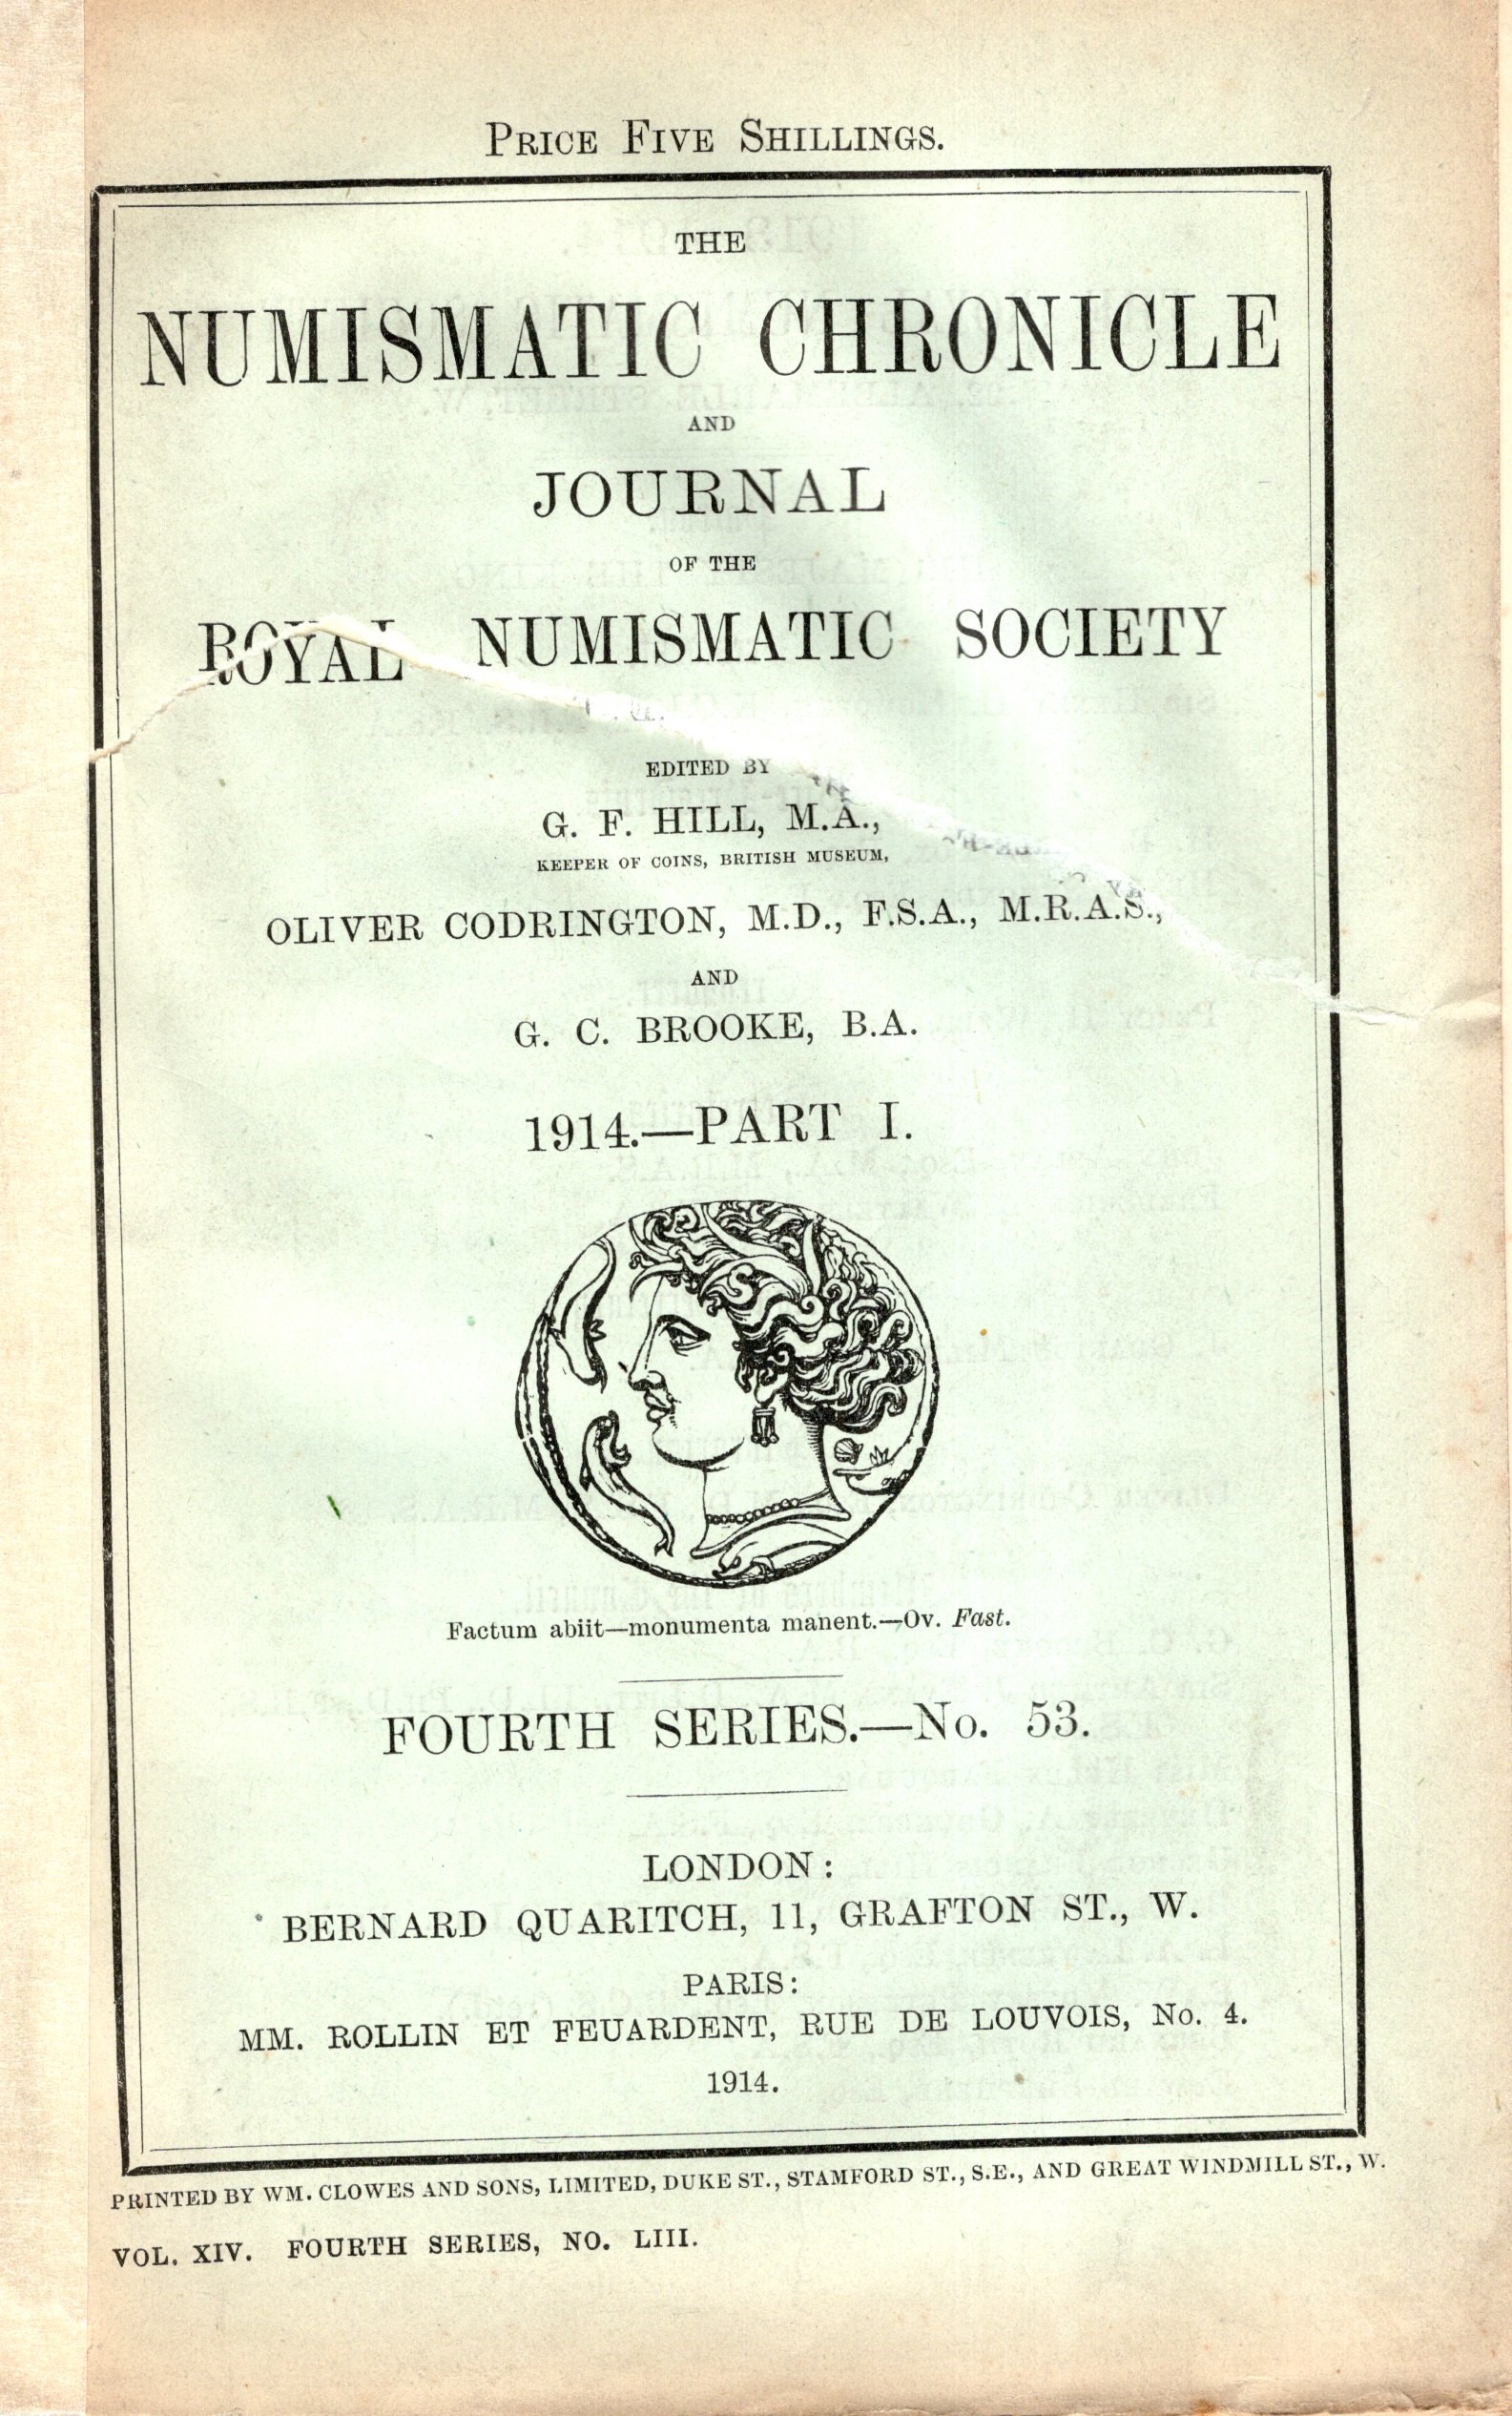 PRICE FIVE SHILLINGS.
THE
NUMISMATIC CHRONICLE
AND
JOURNAL
OF THE
ROYAL NUMISMATIC SOCIETY
EDITED BY
G. F. HILL, M.A.,
KEEPER OF COINS, BRITISH MUSEUM,
OLIVER CODRINGTON, M.D., F.S.A., M.R.A.S.,
AND
G. C. BROOKE, B.A.
1914.—PART I.
Factum abiit—monumenta manent.—Ov. Fast.
FOURTH SERIES.—No. 53.
LONDON:
BERNARD QUARITCH, 11, GRAFTON ST., W.
PARIS:
MM. ROLLIN ET FEUARDENT, RUE DE LOUVOIS, No. 4.
1914.
PRINTED BY WM. CLOWES AND SONS, LIMITED, DUKE ST., STAMFORD ST., S.E., AND GREAT WINDMILL ST., W.
VOL. XIV. FOURTH SERIES, NO. LIII.